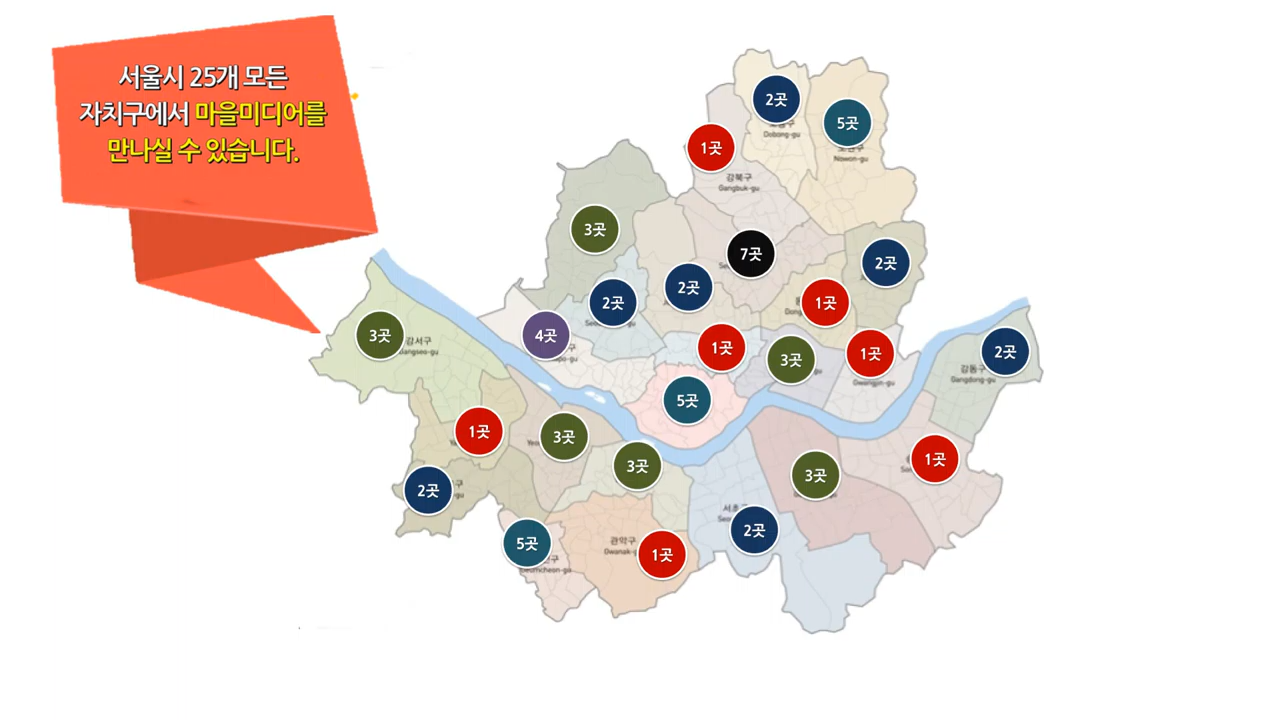 서울시 25개 모든
자치구에서 마을미디어를
만나실 수 있습니다.
2곳
Dobong-gu
5곳
Nowon-gu
1곳
강북구
Gangbuk-gu
3곳
7곳
2곳
2곳
2곳
1곳
3곳
강서구
4곳
1곳
3곳
1곳
2곳
강동구
Gangdong-gu
Gwangjin-gu
5곳
1곳
3곳
3곳
1곳
3곳
2곳
5곳
관악구
1곳
2곳